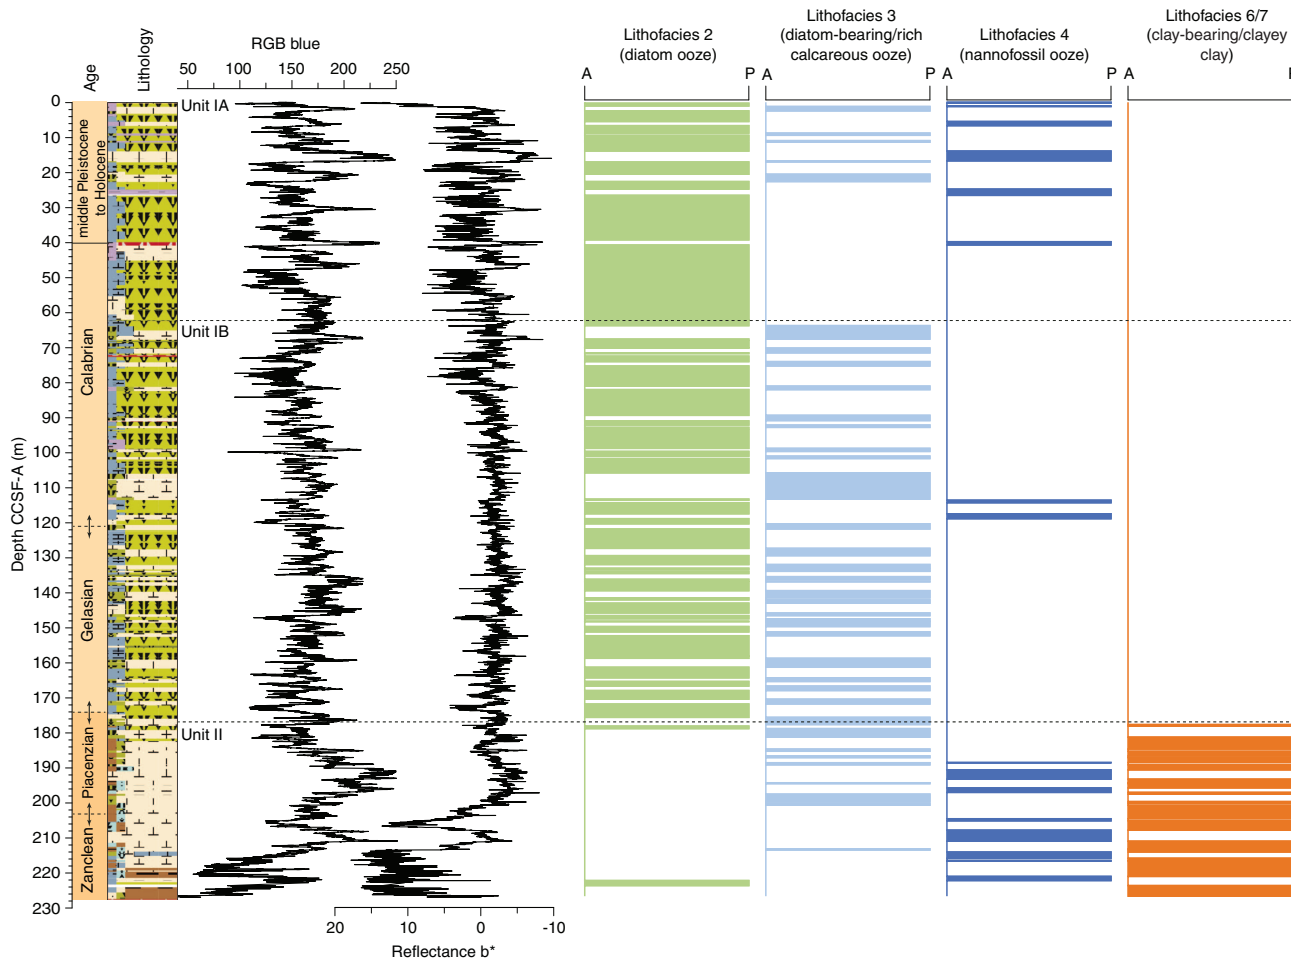 Lithofacies 2
(diatom ooze)
Lithofacies 3
(diatom-bearing/rich
calcareous ooze)
Lithofacies 4
(nannofossil ooze)
Lithofacies 6/7
(clay-bearing/clayey
clay)
Age
Lithology
RGB blue
50 100 150 200 250
A P
A P
A P
A
Depth CCSF-A (m)
0
10
20
30
40
50
60
70
80
90
100
110
120
130
140
150
160
170
180
190
200
210
220
230
middle Pleistocene
to Holocene
Calabrian
Gelasian
Piacenzian
Zanclean
Unit IA
Unit IB
Unit II
20 10 0 -10
Reflectance b*